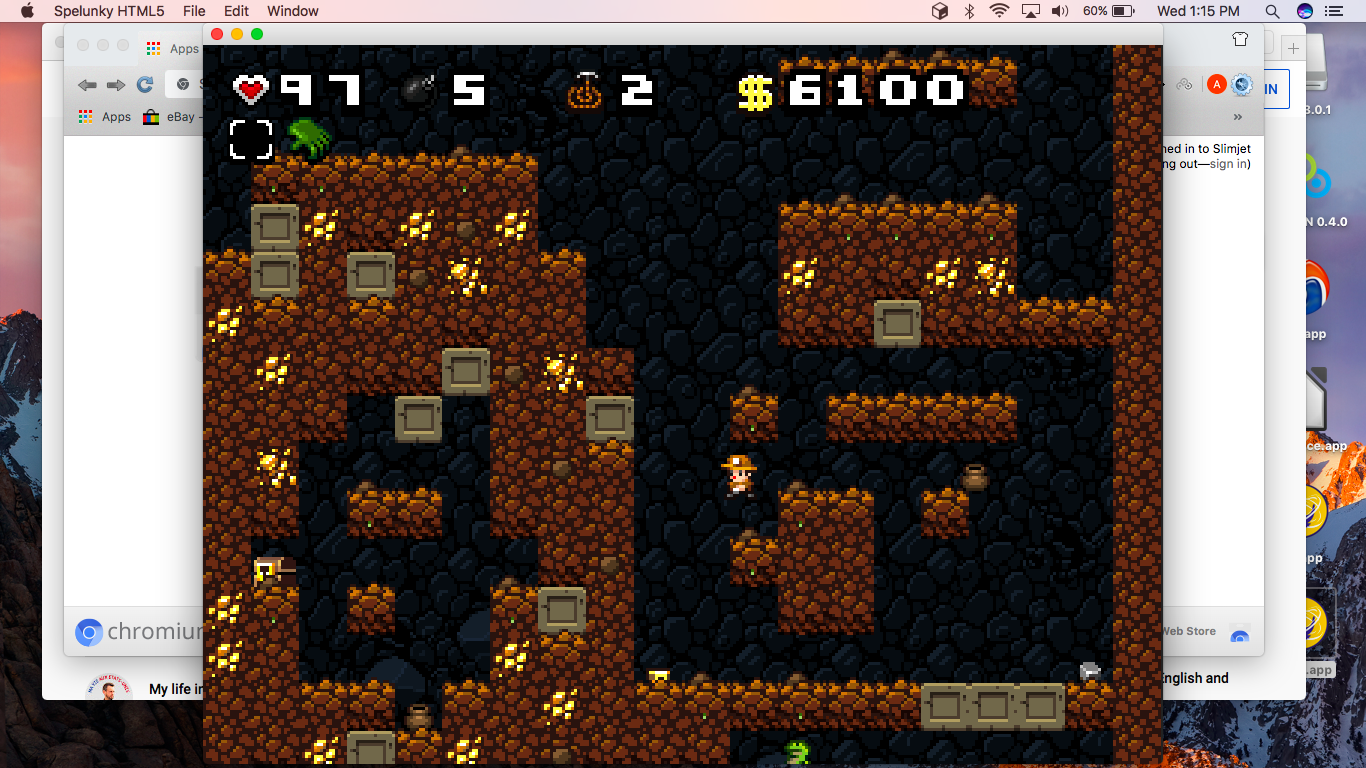 Spelunky HTML5 File Edit Window 60% Wed 1:15 PM
Apps
97 5 2 $6100
A IN
Apps eBay -
»
3.0.1
ned in to Slimjet
ng out—sign in)
N 0.4.0
app
ce.app
app
chromiun
Web Store
.app
My life in
English and